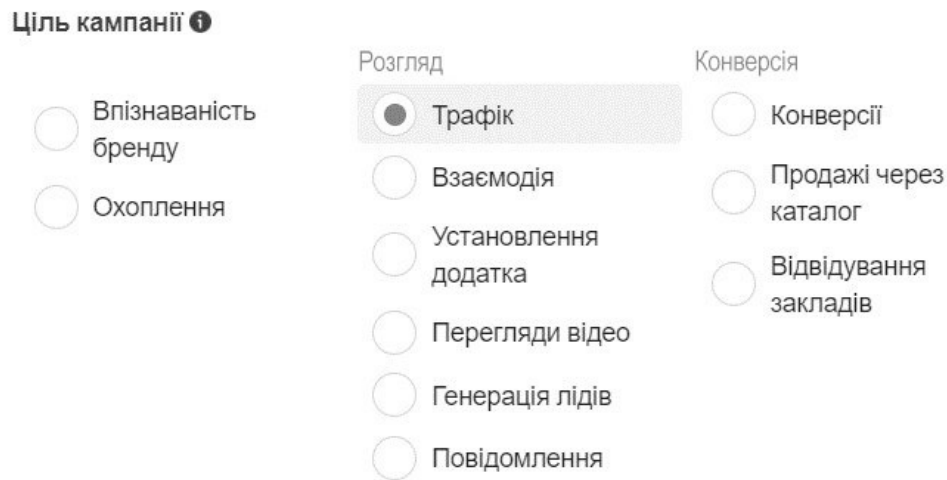 Ціль кампанії
Впізнаваність
бренду
Охоплення
Розгляд
Трафік
Взаємодія
Установлення
додатка
Перегляди відео
Генерація лідів
Повідомлення
Конверсія
Конверсії
Продажі через
каталог
Відвідування
закладів